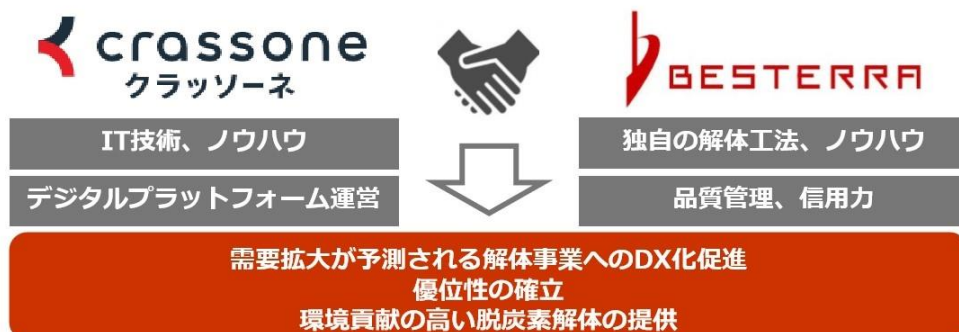 crassone
クラッソーネ
BESTERRA
IT技術、ノウハウ
独自の解体工法、ノウハウ
デジタルプラットフォーム運営
品質管理、信用力
需要拡大が予測される解体事業へのDX化促進
優位性の確立
環境貢献の高い脱炭素解体の提供